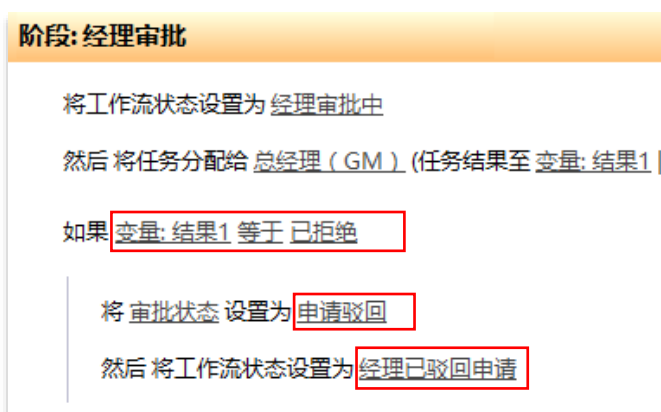 阶段: 经理审批
将工作流状态设置为 经理审批中
然后 将任务分配给 总经理（GM） (任务结果至 变量: 结果1 |
如果 变量: 结果1 等于 已拒绝
将 审批状态 设置为 申请驳回
然后 将工作流状态设置为 经理已驳回申请